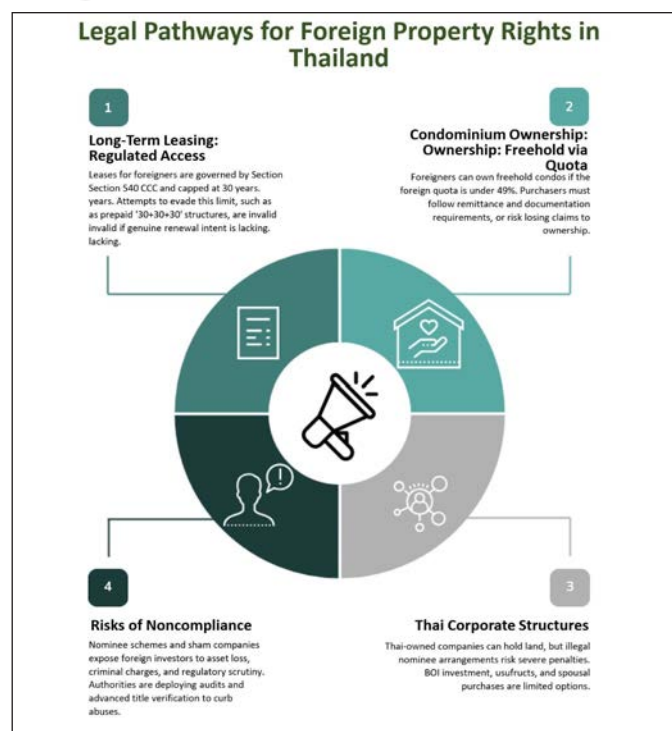 Legal Pathways for Foreign Property Rights in
Thailand
1
Long-Term Leasing:
Regulated Access
Leases for foreigners are governed by Section
Section 540 CCC and capped at 30 years.
years. Attempts to evade this limit, such as
as prepaid '30+30+30' structures, are invalid
invalid if genuine renewal intent is lacking.
lacking.
2
Condominium Ownership:
Ownership: Freehold via
Quota
Foreigners can own freehold condos if the
foreign quota is under 49%. Purchasers must
follow remittance and documentation
requirements, or risk losing claims to
ownership.
4
Risks of Noncompliance
Nominee schemes and sham companies
expose foreign investors to asset loss,
criminal charges, and regulatory scrutiny.
Authorities are deploying audits and
advanced title verification to curb
abuses.
3
Thai Corporate Structures
Thai-owned companies can hold land, but illegal
nominee arrangements risk severe penalties.
BOI investment, usufructs, and spousal
purchases are limited options.